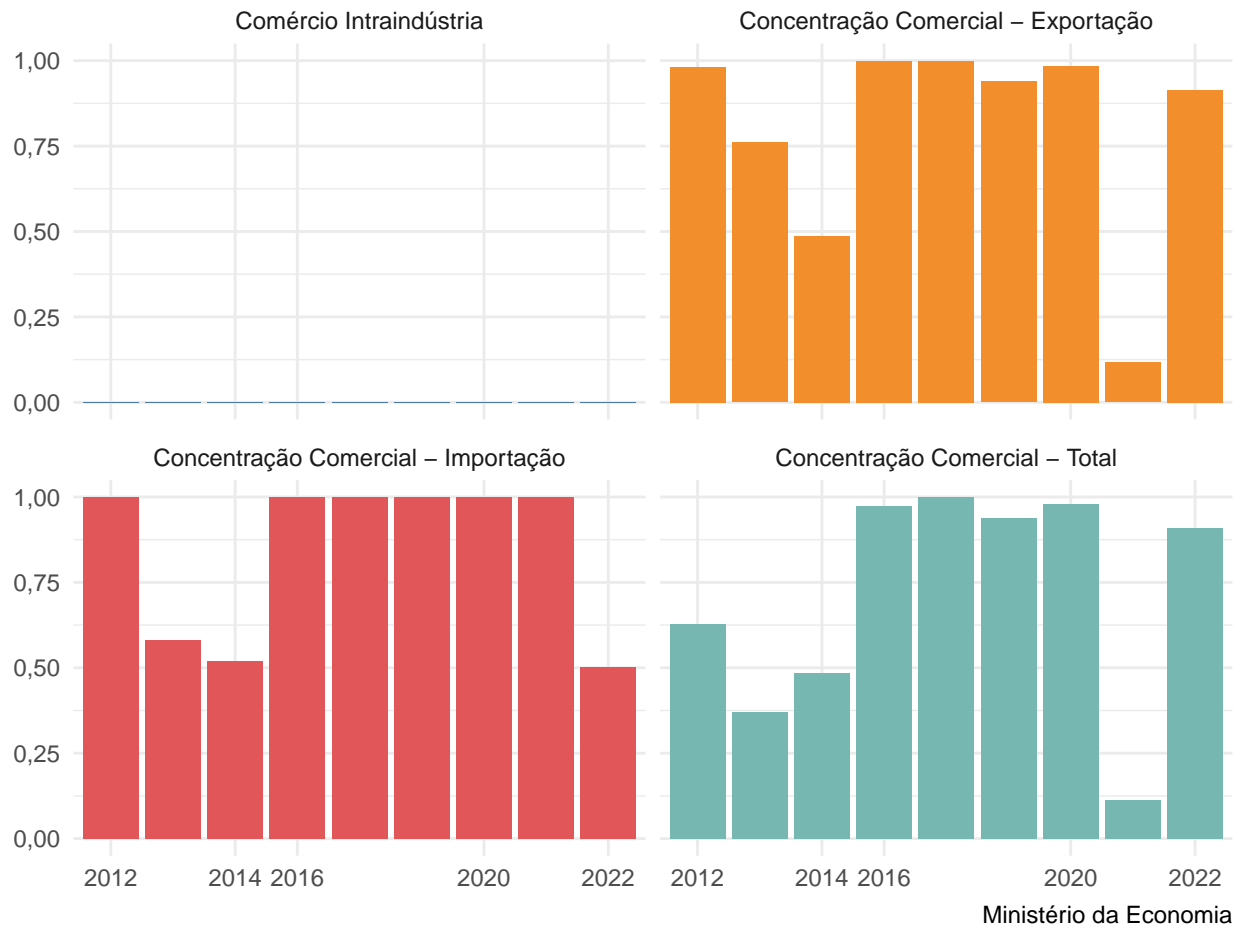 Comércio Intraindústria
Concentração Comercial – Exportação
1,00
0,75
0,50
0,25
0,00
Concentração Comercial – Importação
Concentração Comercial – Total
1,00
0,75
0,50
0,25
0,00
2012 2014 2016 2020 2022
2012 2014 2016 2020 2022
Ministério da Economia